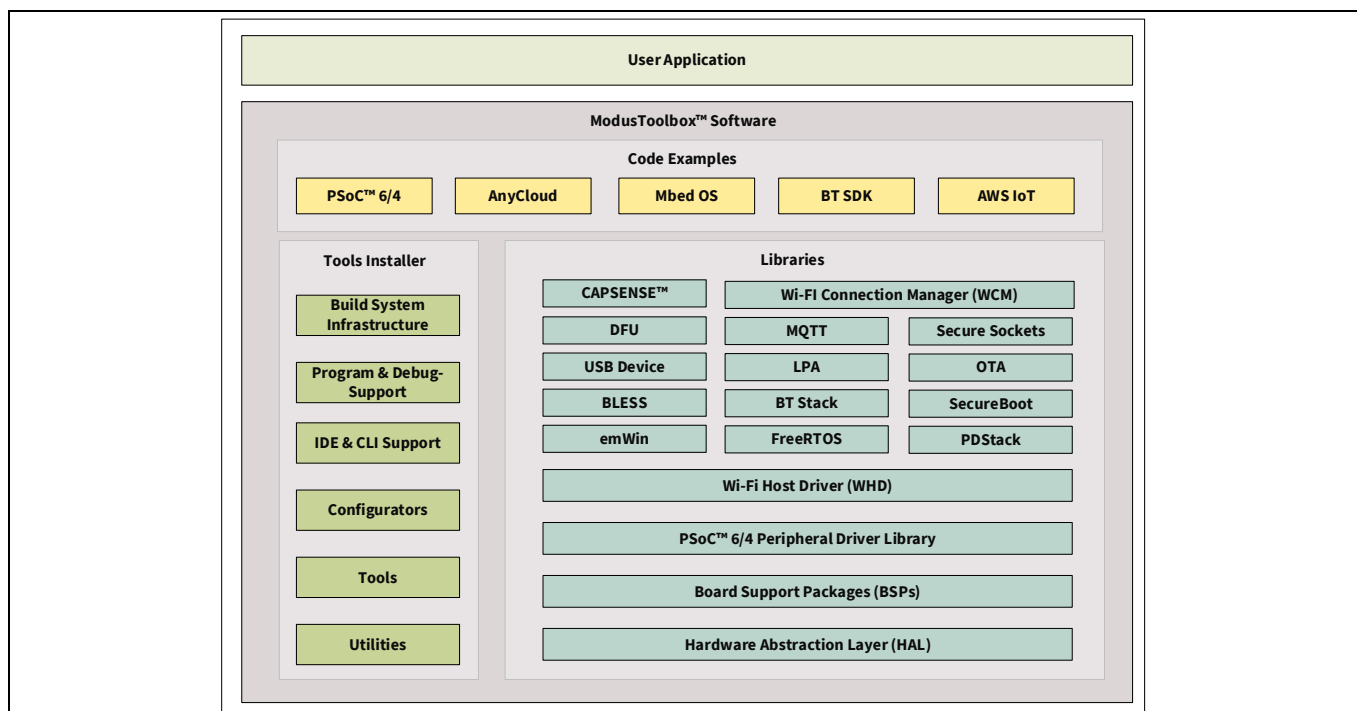 User Application
ModusToolbox™ Software
Code Examples
PSoC™ 6/4
AnyCloud
Mbed OS
BT SDK
AWS IoT
Tools Installer
Build System
Infrastructure
Program & Debug-
Support
IDE & CLI Support
Configurators
Tools
Utilities
Libraries
CAPSENSE™
Wi-FI Connection Manager (WCM)
DFU
MQTT
Secure Sockets
USB Device
LPA
OTA
BLESS
BT Stack
SecureBoot
emWin
FreeRTOS
PDStack
Wi-Fi Host Driver (WHD)
PSoC™ 6/4 Peripheral Driver Library
Board Support Packages (BSPs)
Hardware Abstraction Layer (HAL)